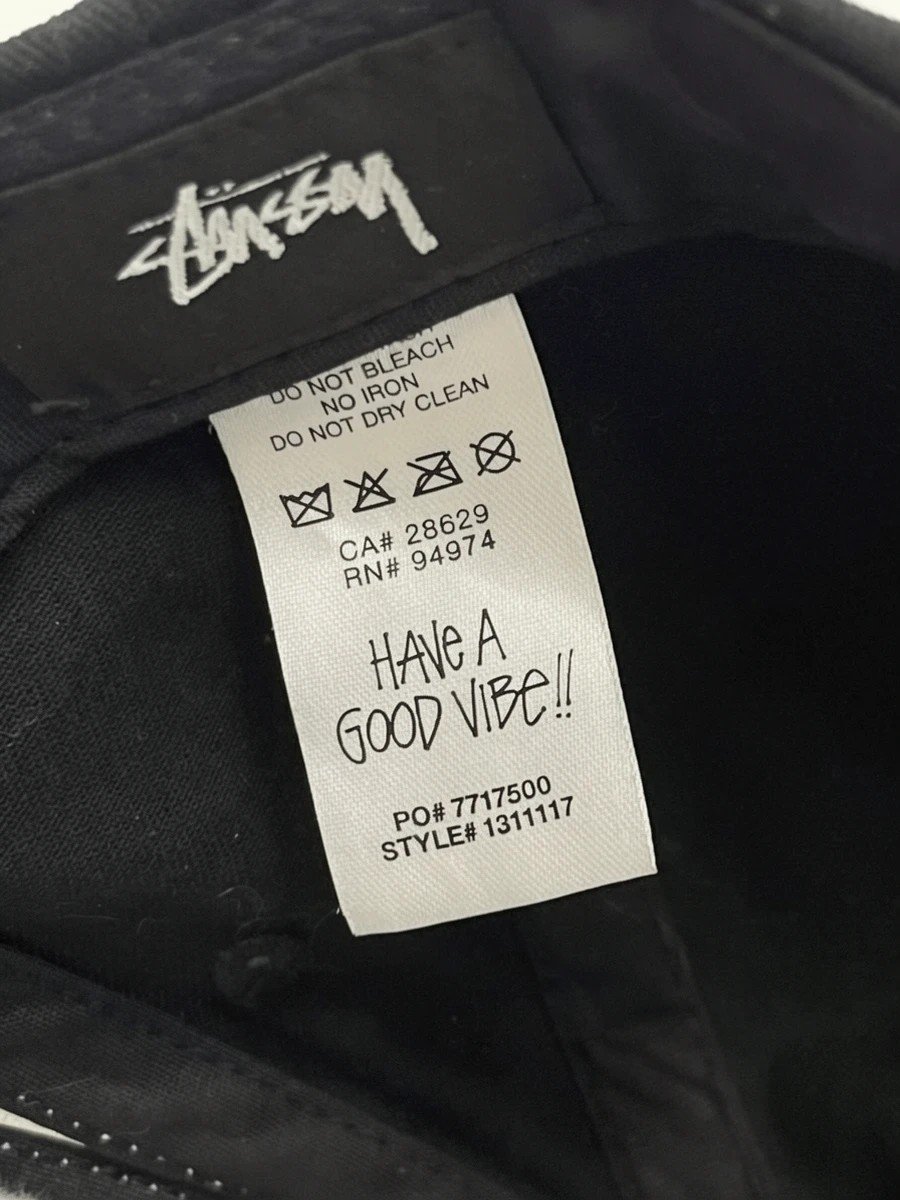 Stüssy
DO NOT BLEACH
NO IRON
DO NOT DRY CLEAN
CA# 28629
RN# 94974
HAVE A
GOOD VIBE!!
PO# 7717500
STYLE# 1311117